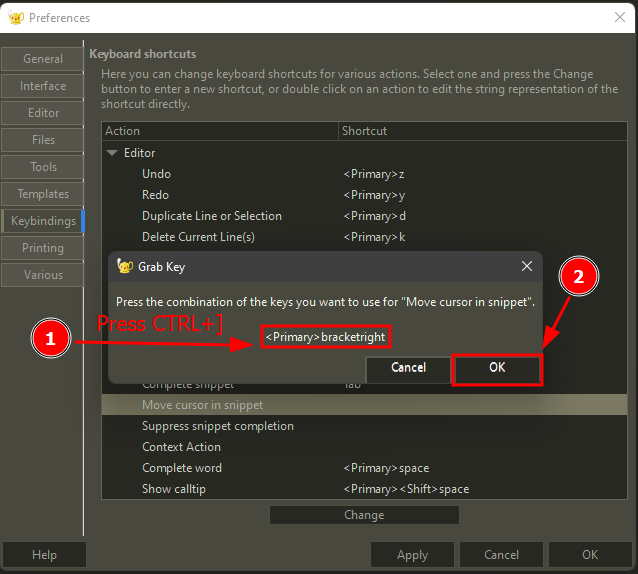 Preferences
General
Interface
Editor
Files
Tools
Templates
Keybindings
Printing
Various
Keyboard shortcuts
Here you can change keyboard shortcuts for various actions. Select one and press the Change
button to enter a new shortcut, or double click on an action to edit the string representation of the
shortcut directly.
Action Shortcut
Editor
Undo <Primary>z
Redo <Primary>y
Duplicate Line or Selection <Primary>d
Delete Current Line(s) <Primary>k
Grab Key
Press the combination of the keys you want to use for "Move cursor in snippet".
1 Press CTRL+] <Primary>bracketright
2
Cancel OK
Complete snippet Tab
Move cursor in snippet
Suppress snippet completion
Context Action
Complete word <Primary>space
Show calltip <Primary><Shift>space
Change
Help Apply Cancel OK